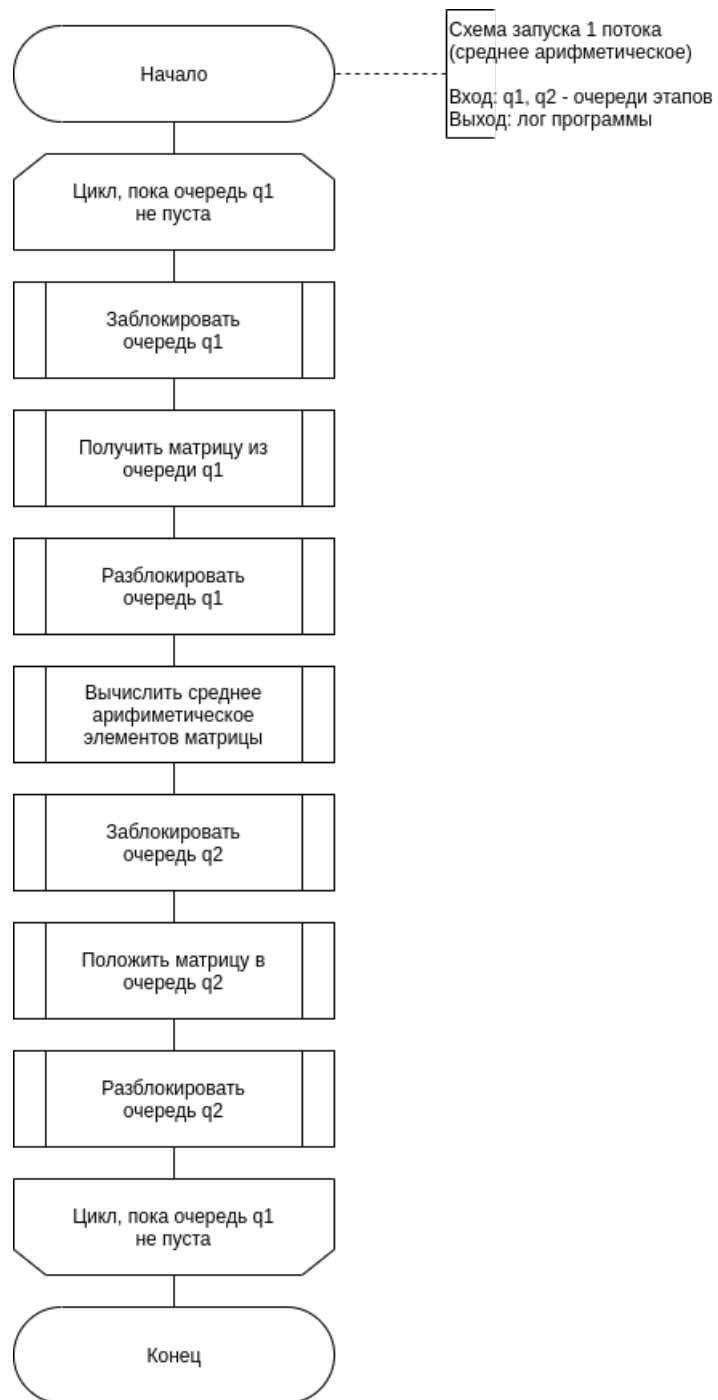 Начало
Схема запуска 1 потока
(среднее арифметическое)
Вход: q1, q2 - очереди этапов
Выход: лог программы
Цикл, пока очередь q1
не пуста
Заблокировать
очередь q1
Получить матрицу из
очереди q1
Разблокировать
очередь q1
Вычислить среднее
арифиметическое
элементов матрицы
Заблокировать
очередь q2
Положить матрицу в
очередь q2
Разблокировать
очередь q2
Цикл, пока очередь q1
не пуста
Конец